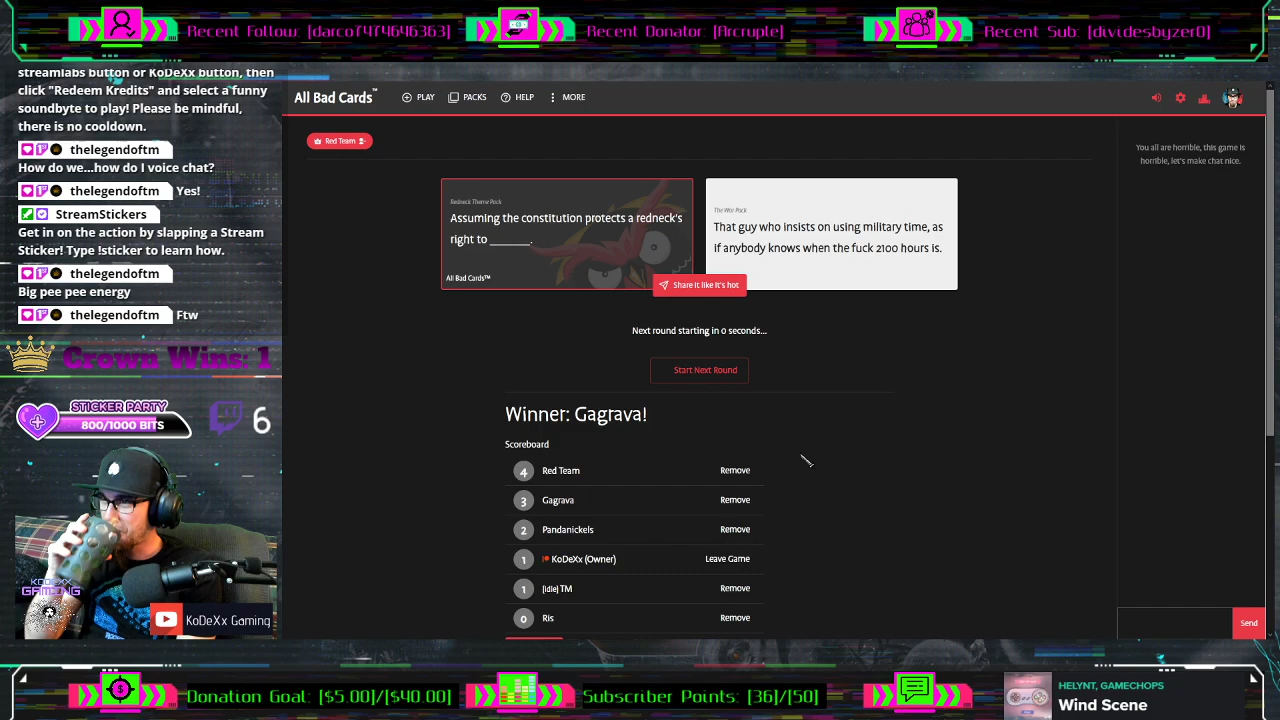 Recent Follow: [darco747464636​3]
Recent Donator: [Arcruple]
Recent Sub: [dividesbyzer0]
streamlabs button or KoDeXx button, then
click "Redeem Kredits" and select a funny
soundbyte to play! Please be mindful,
there is no cooldown.
thelegendoftm
How do we...how do I voice chat?
thelegendoftm Yes!
StreamStickers
Get in on the action by slapping a Stream
Sticker! Type !sticker to learn how.
thelegendoftm
Big pee pee energy
thelegendoftm Ftw
Crown Wins: 1
STICKER PARTY
800/1000 BITS
6
KODEXX
GAMING
KoDeXx Gaming
All Bad Cards™
PLAY
PACKS
HELP
MORE
Red Team
Redneck Theme Pack
Assuming the constitution protects a redneck's
right to ______.
All Bad Cards™
The War Pack
That guy who insists on using military time, as
if anybody knows when the fuck 2100 hours is.
Share it like it's hot
Next round starting in 0 seconds...
Start Next Round
Winner: Gagrava!
Scoreboard
4 Red Team Remove
3 Gagrava Remove
2 Pandanickels Remove
1 KoDeXx (Owner) Leave Game
1 (idle) TM Remove
0 Ris Remove
You all are horrible, this game is
horrible, let's make chat nice.
Send
Donation Goal: [$5.00]/[$40.00]
Subscriber Points: [36]/[50]
HELYNT, GAMECHOPS
Wind Scene